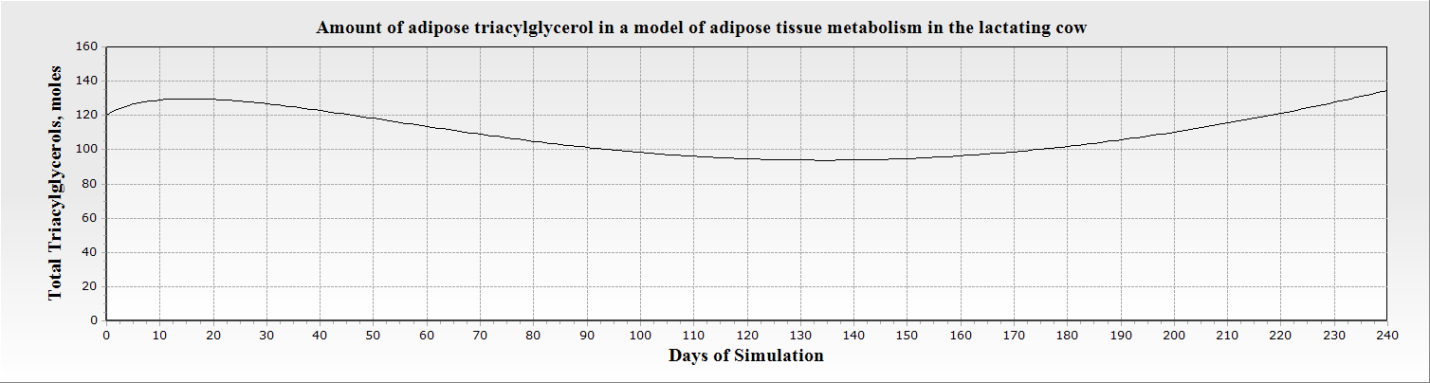 Amount of adipose triacylglycerol in a model of adipose tissue metabolism in the lactating cow
Total Triacylglycerols, moles
160
140
120
100
80
60
40
20
0
0 10 20 30 40 50 60 70 80 90 100 110 120 130 140 150 160 170 180 190 200 210 220 230 240
Days of Simulation